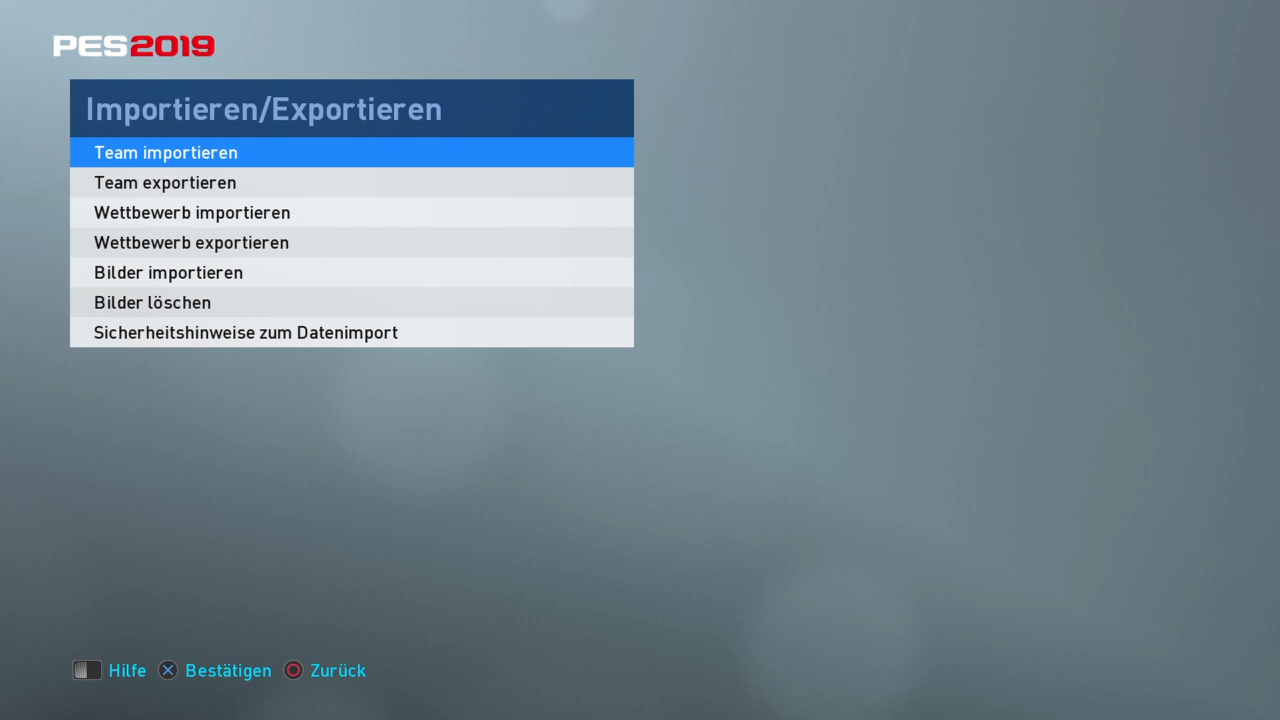 PES2019
Importieren/Exportieren
Team importieren
Team exportieren
Wettbewerb importieren
Wettbewerb exportieren
Bilder importieren
Bilder löschen
Sicherheitshinweise zum Datenimport
Hilfe Bestätigen Zurück